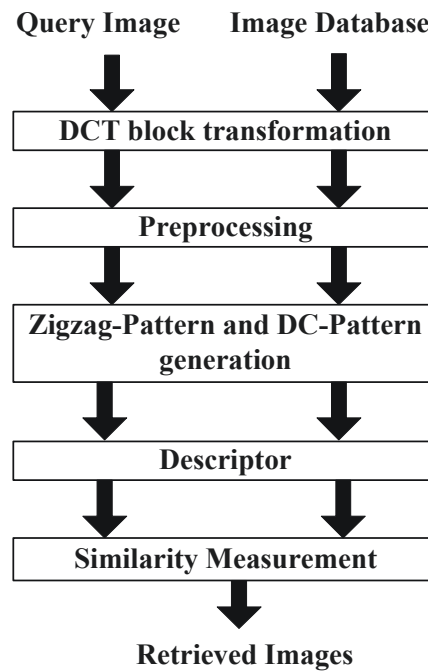 Query Image Image Database
DCT block transformation
Preprocessing
Zigzag-Pattern and DC-Pattern
generation
Descriptor
Similarity Measurement
Retrieved Images